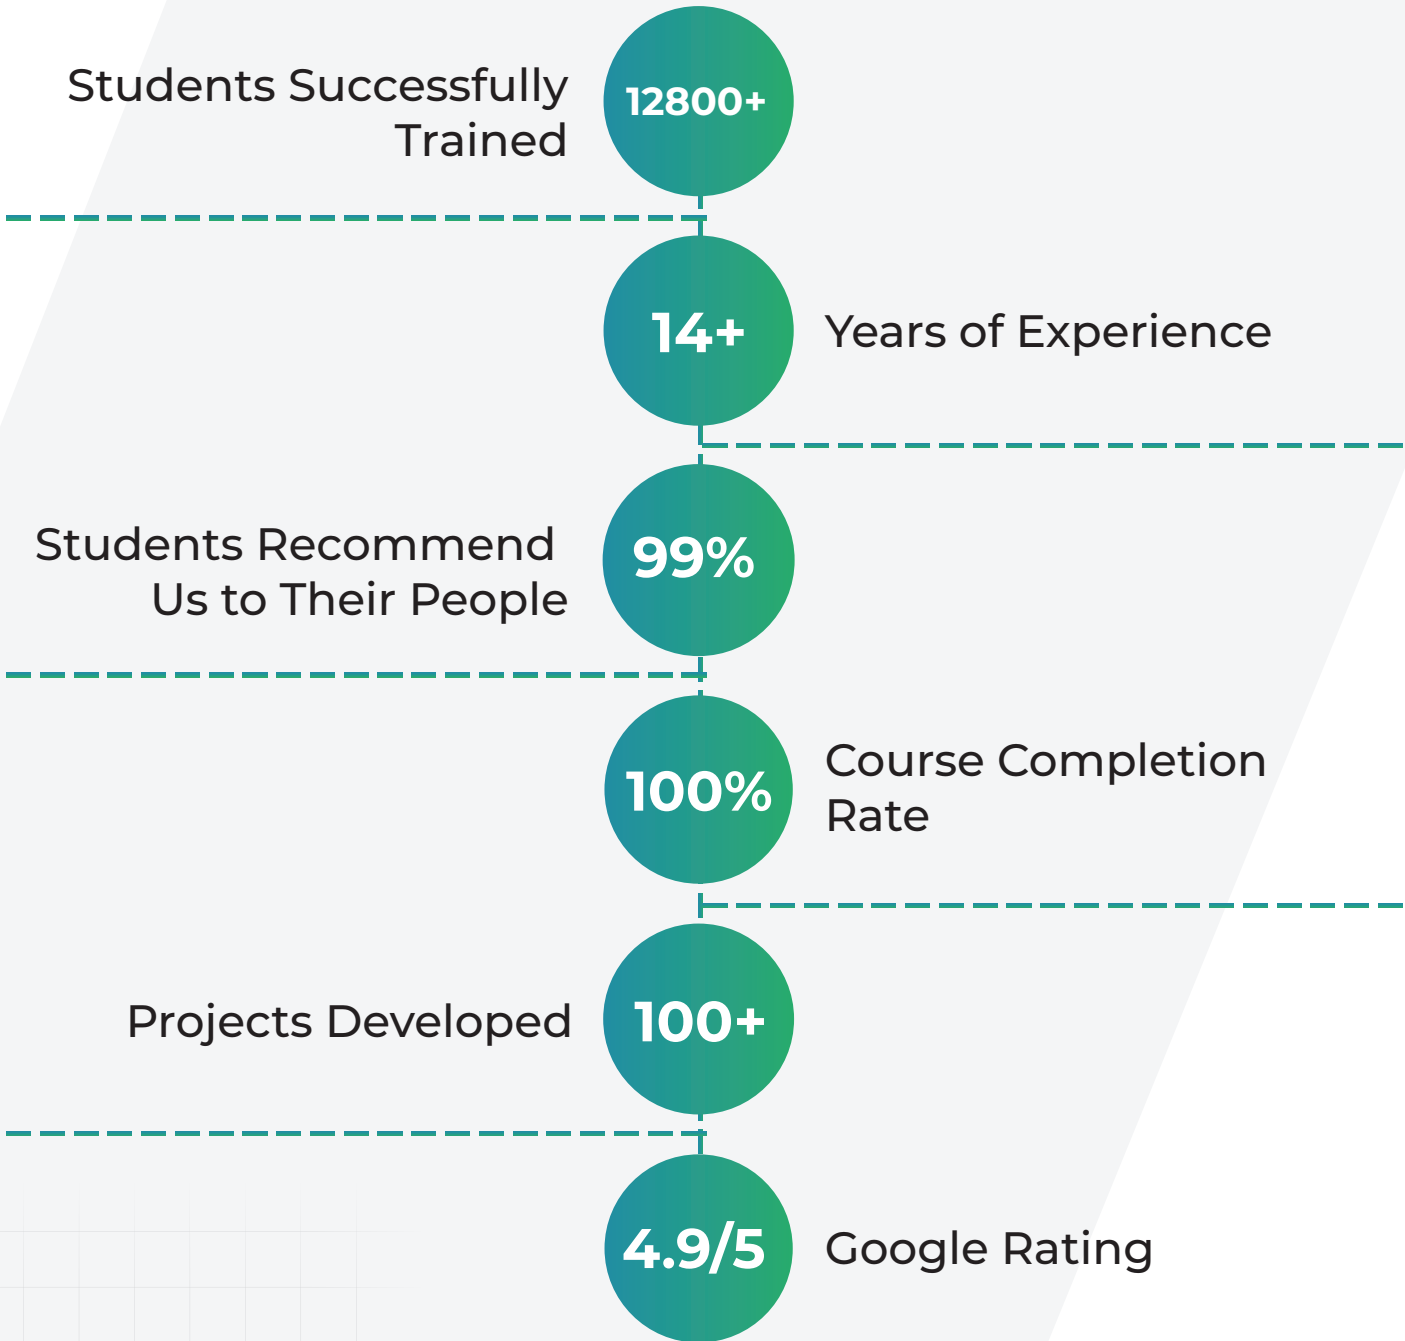 Students Successfully
Trained
12800+
14+
Years of Experience
Students Recommend
Us to Their People
99%
100%
Course Completion
Rate
Projects Developed
100+
4.9/5
Google Rating